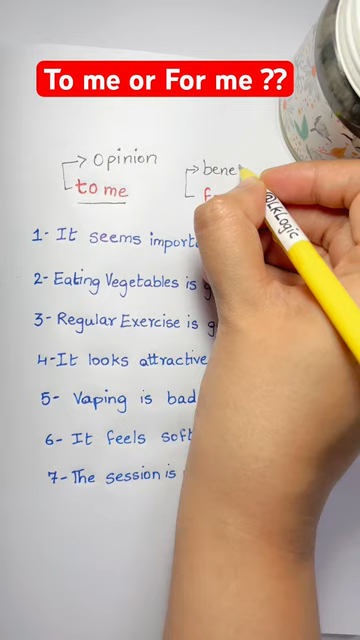 To me or For me ??
Opinion
bene
to me
f
@LKLogic
1- It seems importa
2- Eating Vegetables is g
3- Regular Exercise is g
4- It looks attractive
5- Vaping is bad
6- It feels soft
7- The session is